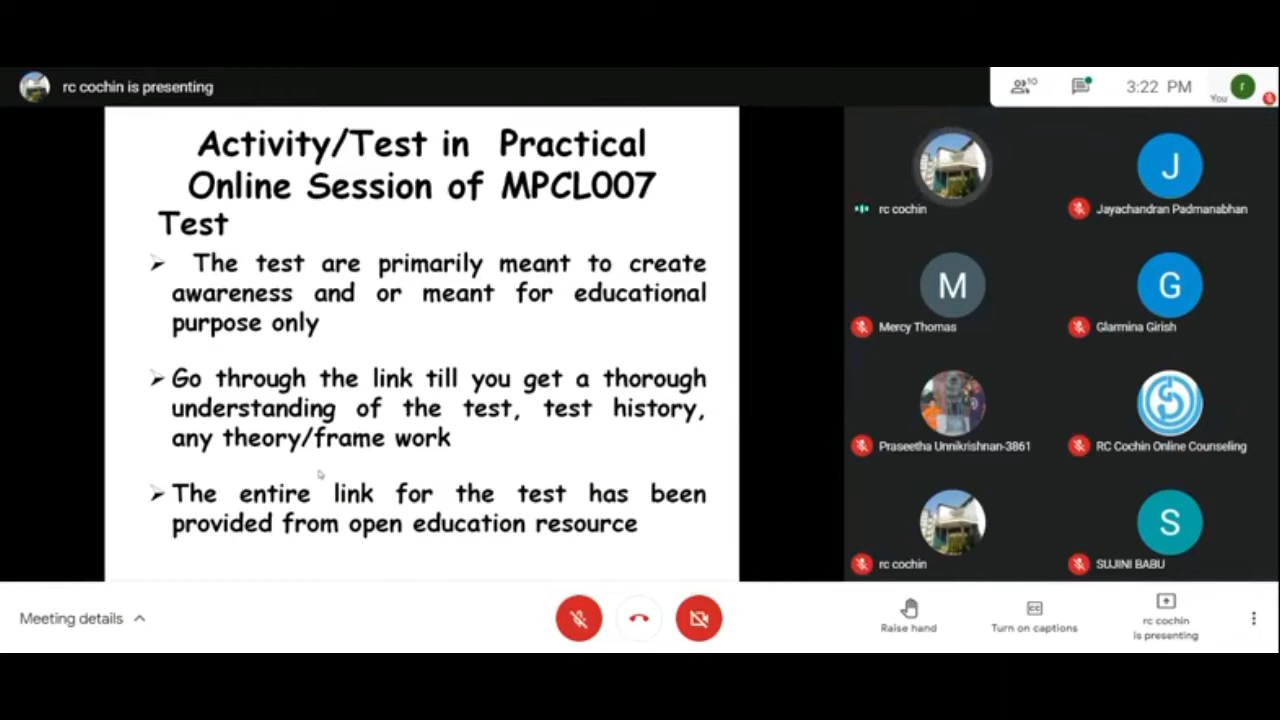 rc cochin is presenting
10
3:22 PM
You
r
Activity/Test in Practical
Online Session of MPCL007
Test
The test are primarily meant to create
awareness and or meant for educational
purpose only
Go through the link till you get a thorough
understanding of the test, test history,
any theory/frame work
The entire link for the test has been
provided from open education resource
rc cochin
J
Jayachandran Padmanabhan
M
Mercy Thomas
G
Glarmina Girish
Praseetha Unnikrishnan-3861
RC Cochin Online Counseling
rc cochin
S
SUJINI BABU
Meeting details
Raise hand
CC
Turn on captions
rc cochin
is presenting